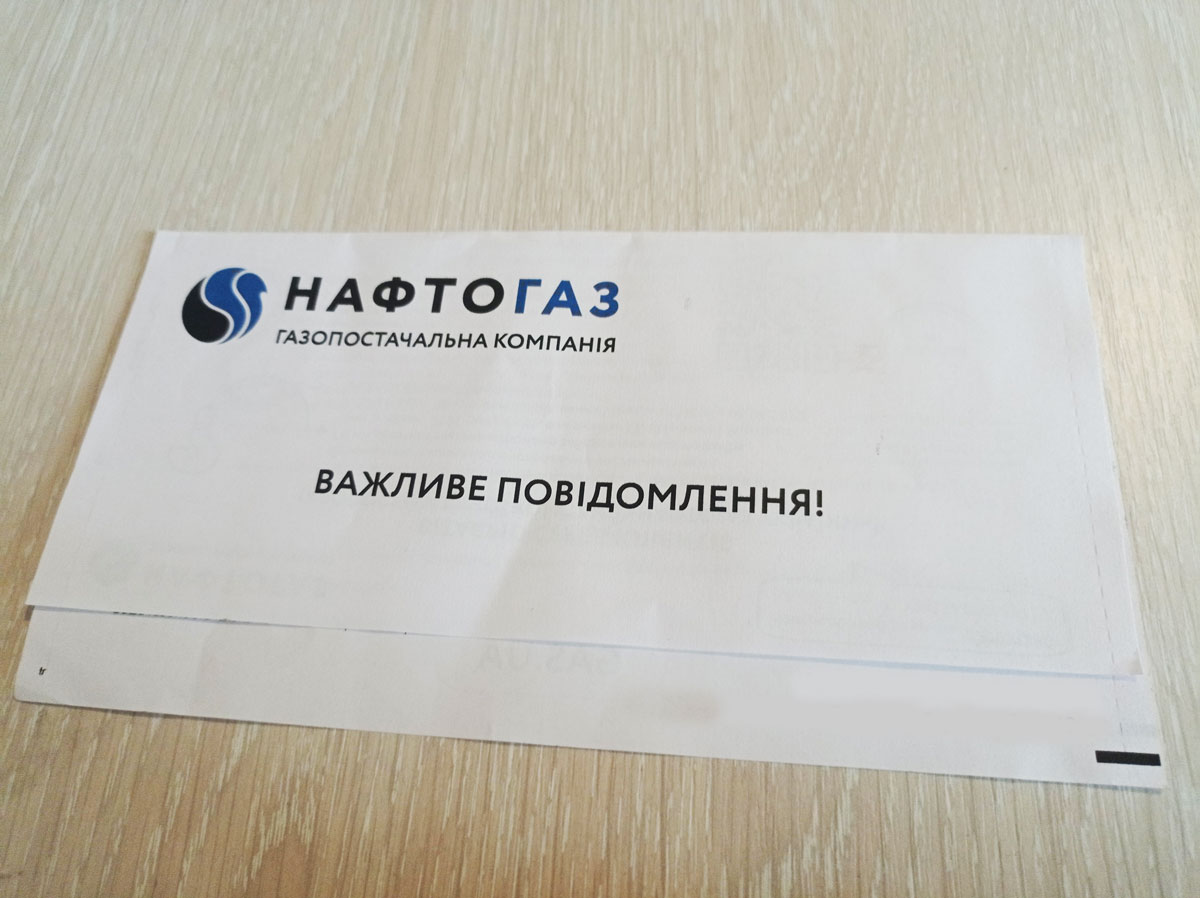 НАФТОГАЗ
ГАЗОПОСТАЧАЛЬНА КОМПАНІЯ
ВАЖЛИВЕ ПОВІДОМЛЕННЯ!